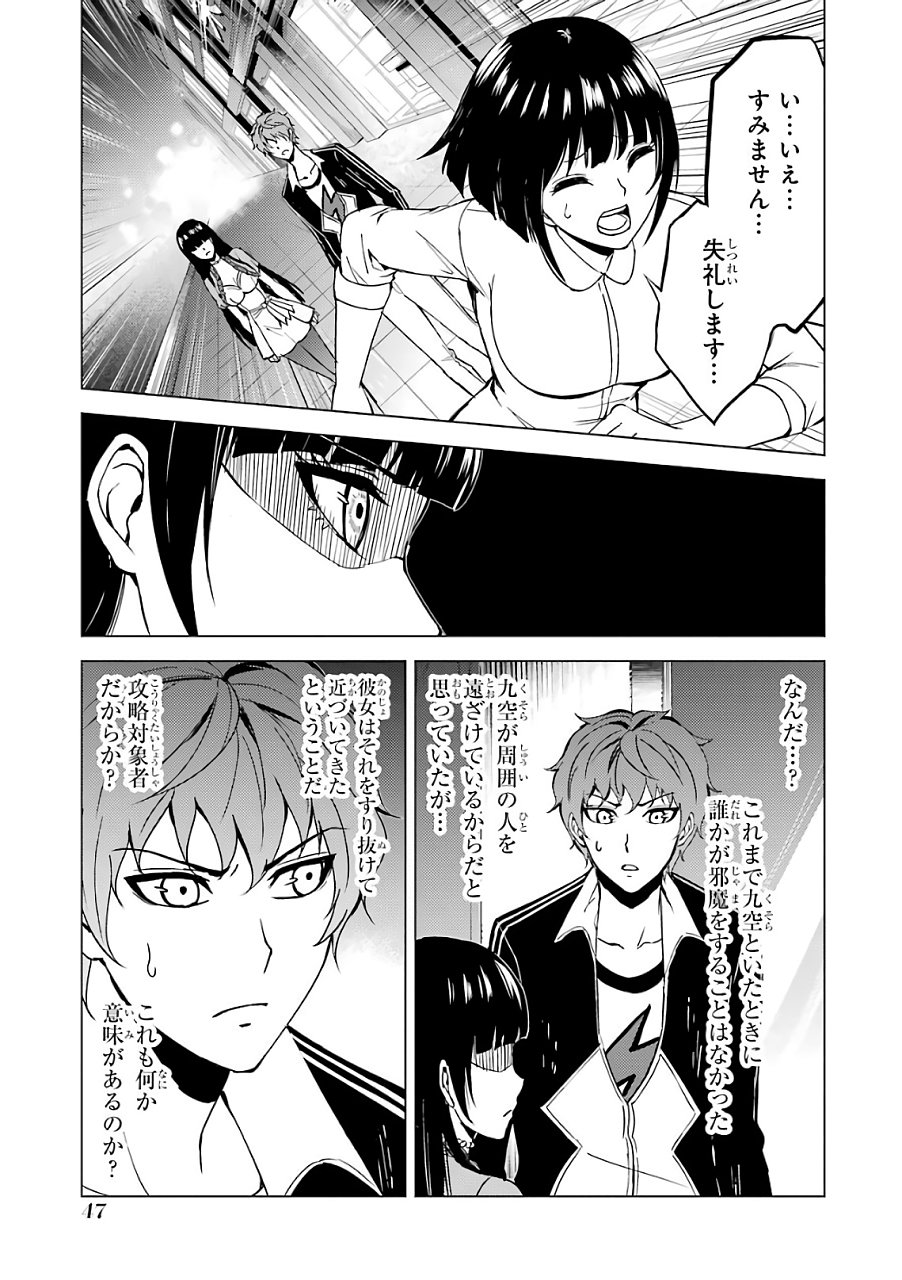 い…いえ…
すみません…
失礼します…
なんだ…?
これまで九空といたときに
誰かが邪魔をすることはなかった
九空が周囲の人を
遠ざけているからだと
思っていたが…
彼女はそれをすり抜けて
近づいてきた
ということだ
攻略対象者
だからか?
これも何か
意味があるのか?
47